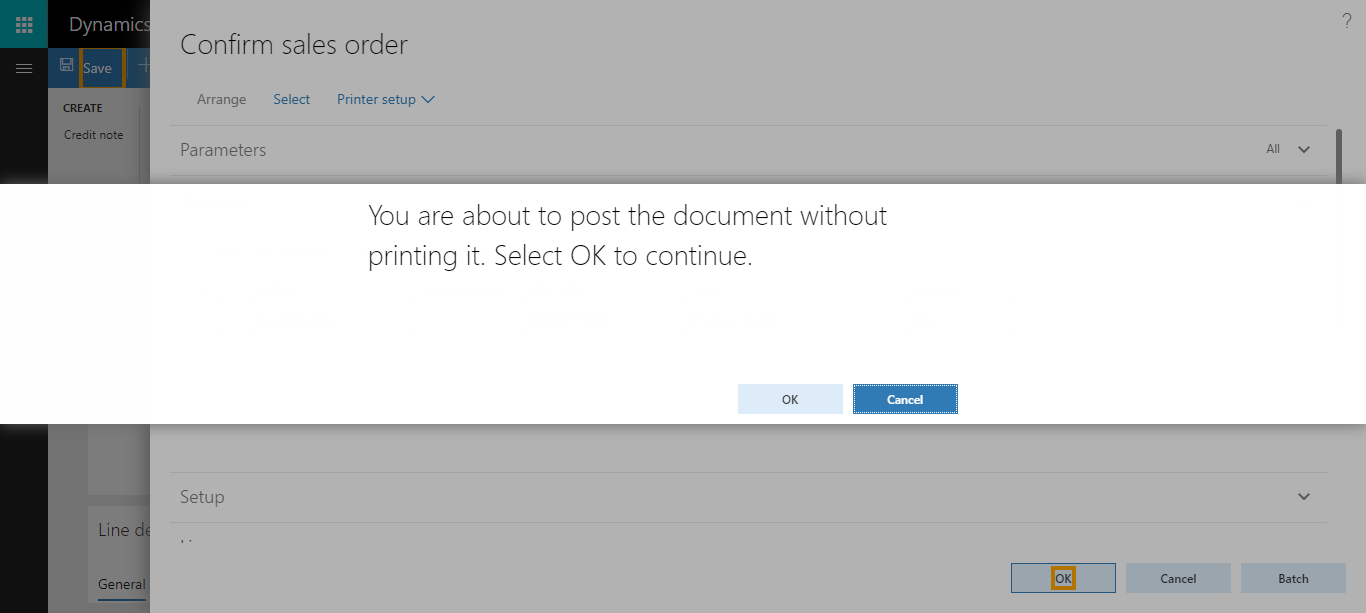 Dynamics
?
Confirm sales order
Save
Arrange Select Printer setup
CREATE
Credit note
Parameters All
You are about to post the document without
printing it. Select OK to continue.
OK Cancel
Setup
Line
General
OK Cancel Batch